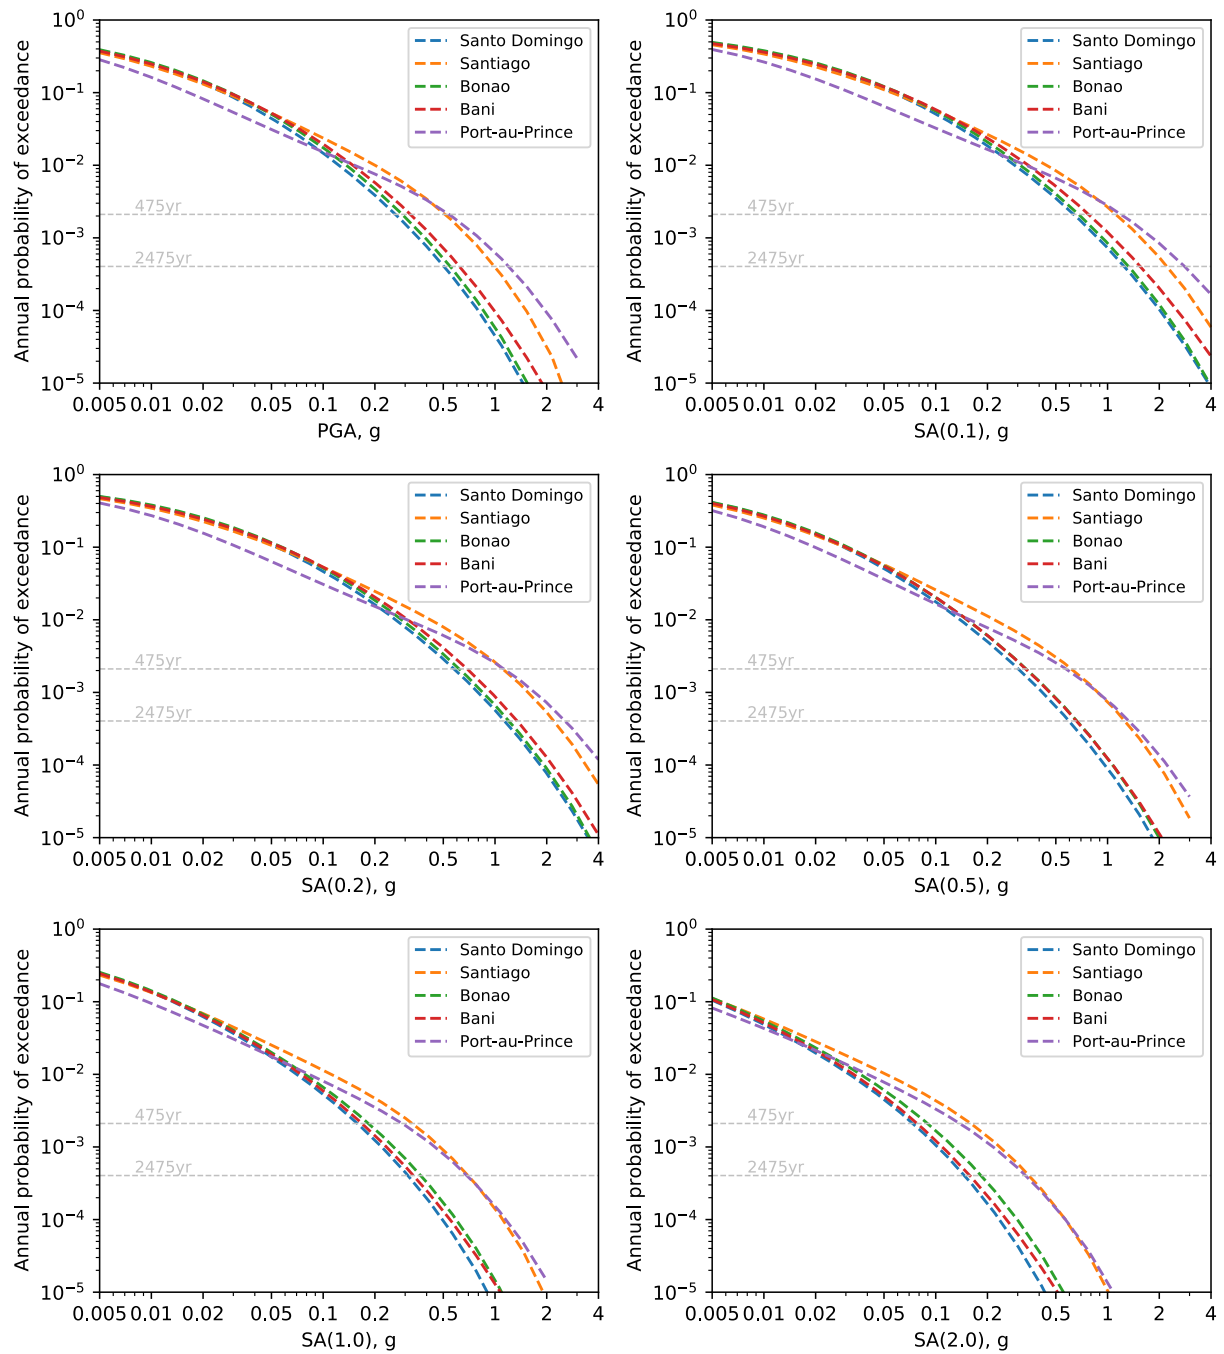 Annual probability of exceedance
10^0
10^-1
10^-2
10^-3
10^-4
10^-5
Santo Domingo
Santiago
Bonao
Bani
Port-au-Prince
475yr
2475yr
0.005 0.01 0.02 0.05 0.1 0.2 0.5 1 2 4
PGA, g
Annual probability of exceedance
10^0
10^-1
10^-2
10^-3
10^-4
10^-5
Santo Domingo
Santiago
Bonao
Bani
Port-au-Prince
475yr
2475yr
0.005 0.01 0.02 0.05 0.1 0.2 0.5 1 2 4
SA(0.1), g
Annual probability of exceedance
10^0
10^-1
10^-2
10^-3
10^-4
10^-5
Santo Domingo
Santiago
Bonao
Bani
Port-au-Prince
475yr
2475yr
0.005 0.01 0.02 0.05 0.1 0.2 0.5 1 2 4
SA(0.2), g
Annual probability of exceedance
10^0
10^-1
10^-2
10^-3
10^-4
10^-5
Santo Domingo
Santiago
Bonao
Bani
Port-au-Prince
475yr
2475yr
0.005 0.01 0.02 0.05 0.1 0.2 0.5 1 2 4
SA(0.5), g
Annual probability of exceedance
10^0
10^-1
10^-2
10^-3
10^-4
10^-5
Santo Domingo
Santiago
Bonao
Bani
Port-au-Prince
475yr
2475yr
0.005 0.01 0.02 0.05 0.1 0.2 0.5 1 2 4
SA(1.0), g
Annual probability of exceedance
10^0
10^-1
10^-2
10^-3
10^-4
10^-5
Santo Domingo
Santiago
Bonao
Bani
Port-au-Prince
475yr
2475yr
0.005 0.01 0.02 0.05 0.1 0.2 0.5 1 2 4
SA(2.0), g